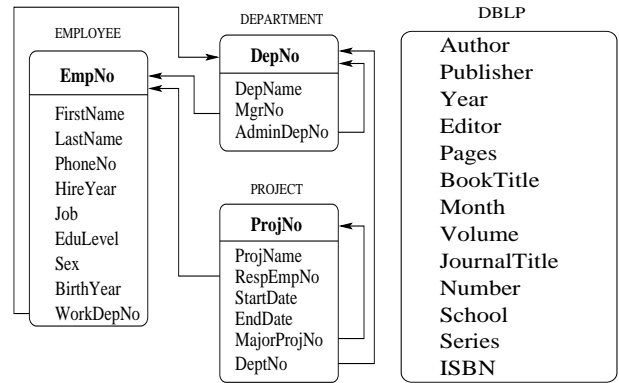 EMPLOYEE
EmpNo
FirstName
LastName
PhoneNo
HireYear
Job
EduLevel
Sex
BirthYear
WorkDepNo
DEPARTMENT
DepNo
DepName
MgrNo
AdminDepNo
PROJECT
ProjNo
ProjName
RespEmpNo
StartDate
EndDate
MajorProjNo
DeptNo
DBLP
Author
Publisher
Year
Editor
Pages
BookTitle
Month
Volume
JournalTitle
Number
School
Series
ISBN